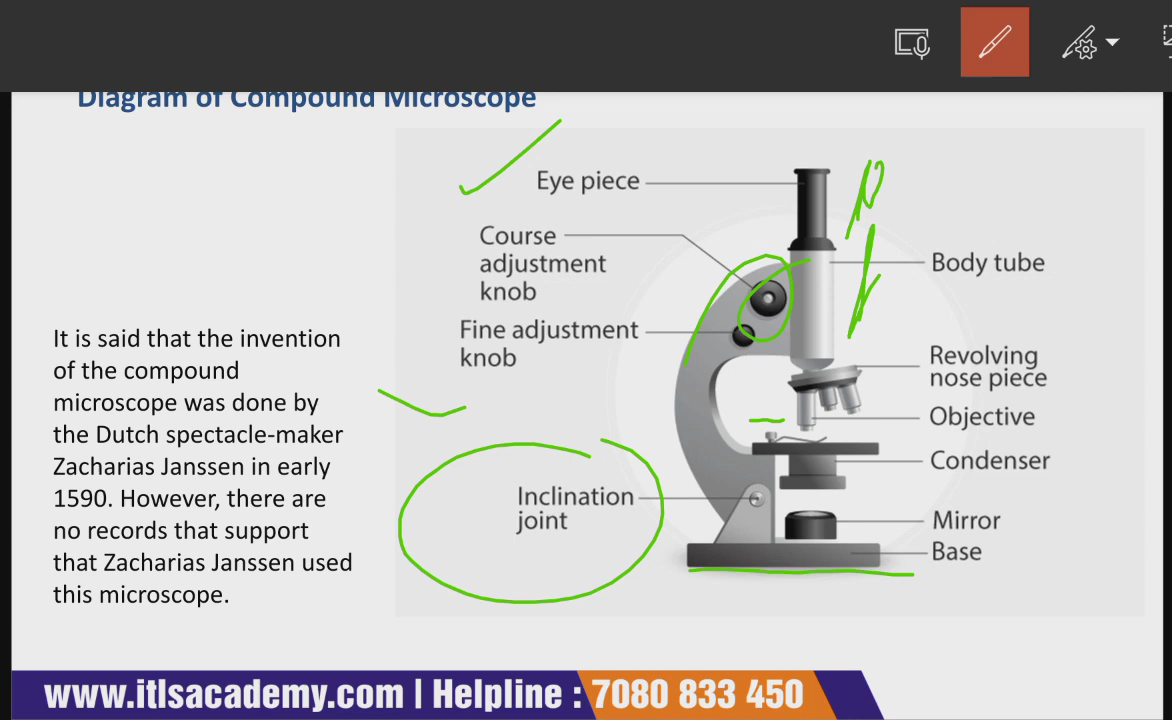 Diagram of Compound Microscope
Eye piece
Course
adjustment
knob
Fine adjustment
knob
Inclination
joint
Body tube
Revolving
nose piece
Objective
Condenser
Mirror
Base
It is said that the invention
of the compound
microscope was done by
the Dutch spectacle-maker
Zacharias Janssen in early
1590. However, there are
no records that support
that Zacharias Janssen used
this microscope.
www.itlsacademy.com | Helpline : 7080 833 450